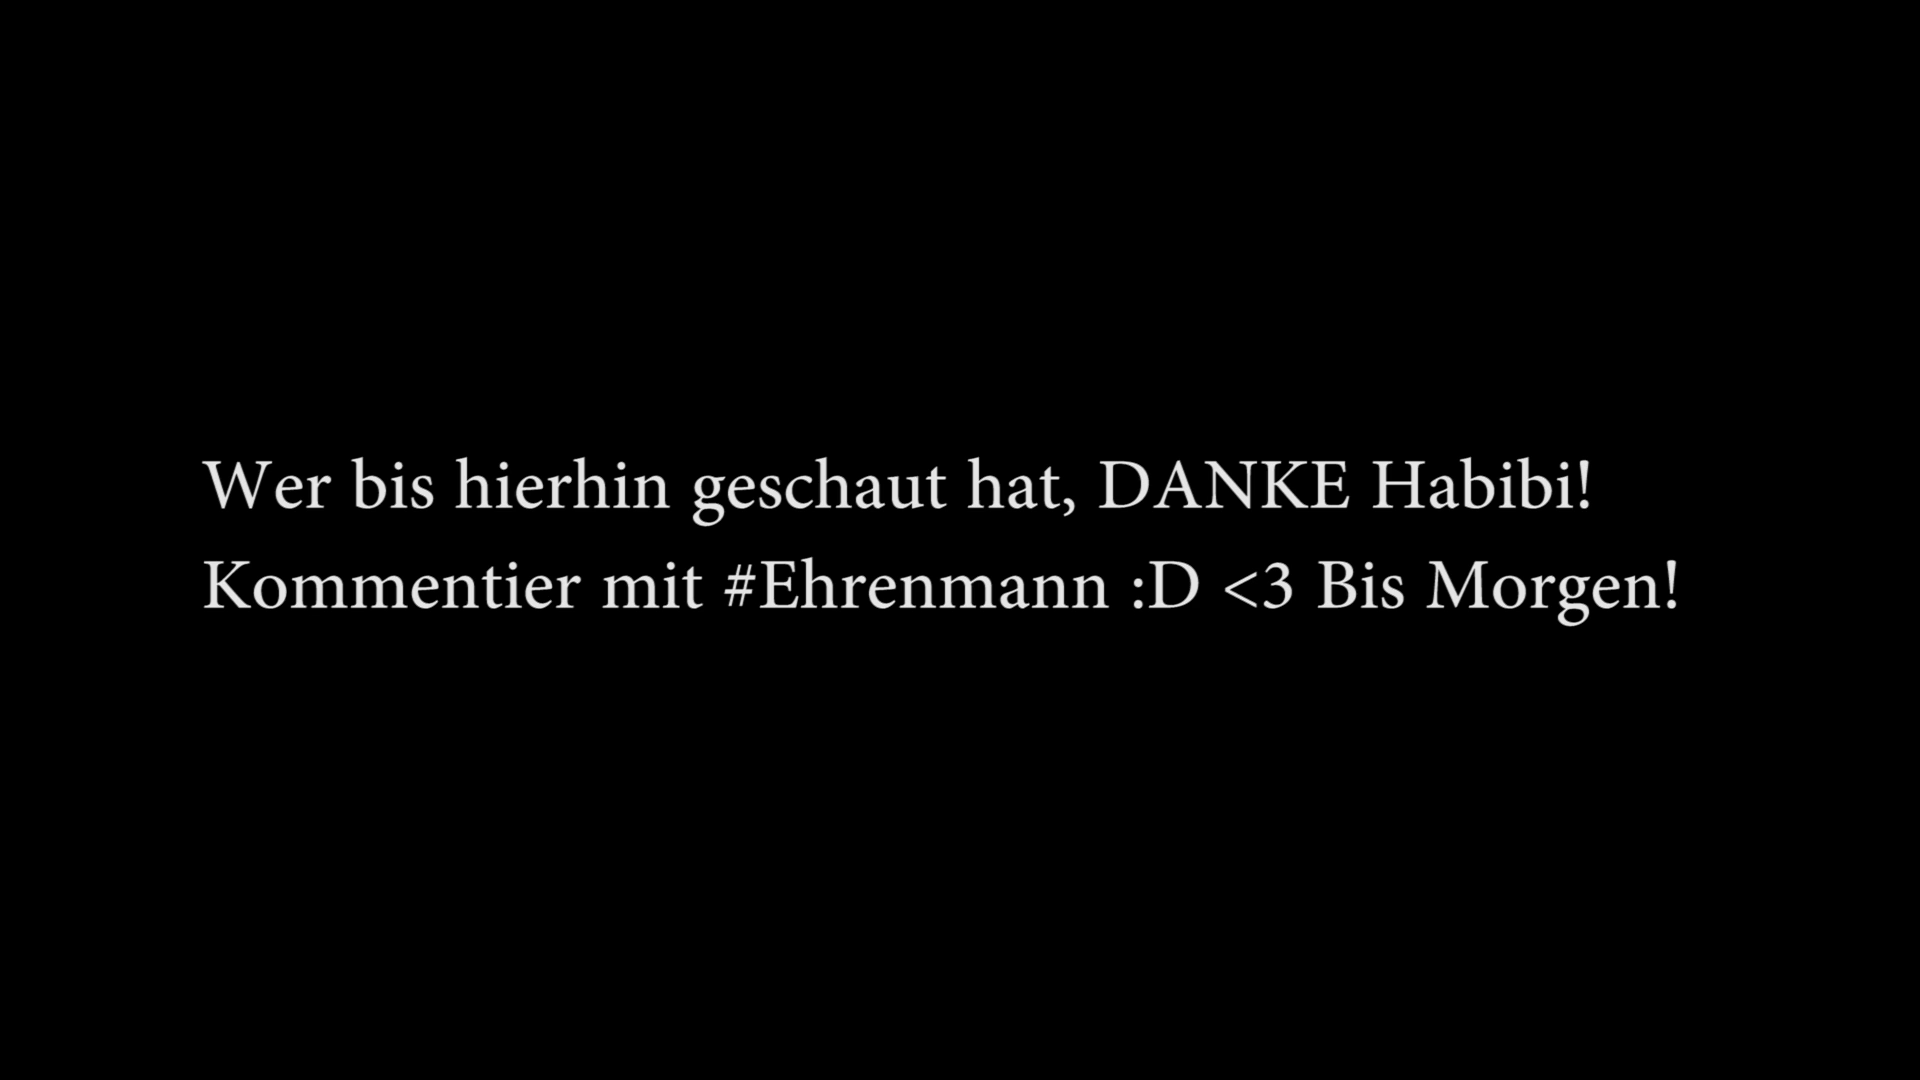 Wer bis hierhin geschaut hat, DANKE Habibi!
Kommentier mit #Ehrenmann :D <3 Bis Morgen!